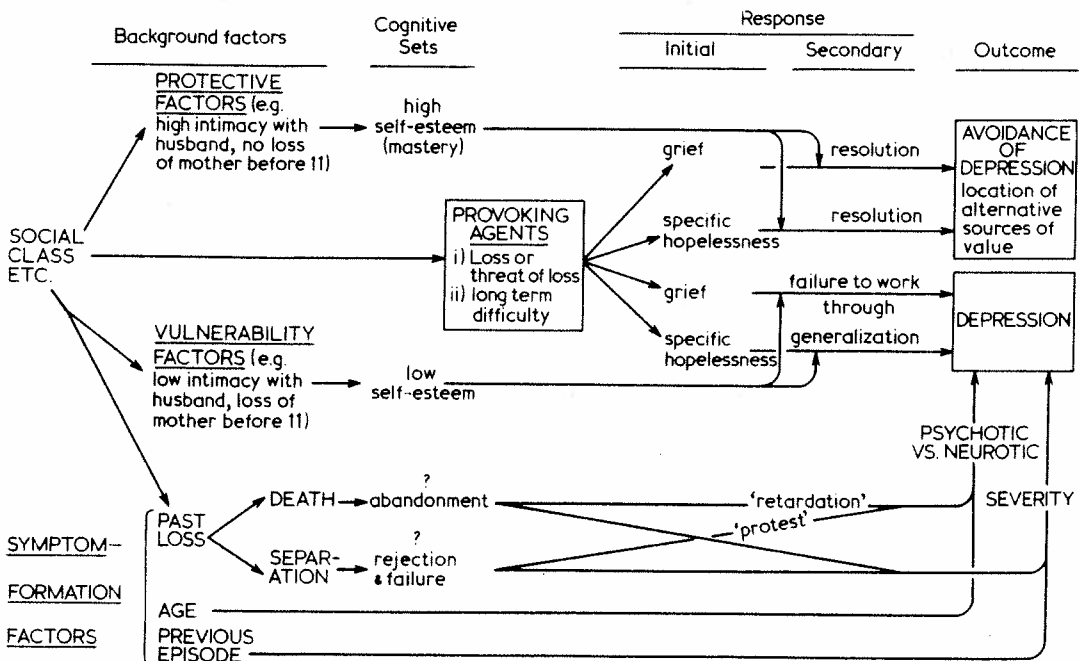 Response
Background factors
Cognitive
Sets
Initial
Secondary
Outcome
PROTECTIVE
FACTORS (e.g.
high intimacy with
husband, no loss
of mother before 11)
high
self-esteem
(mastery)
grief
resolution
AVOIDANCE
OF
DEPRESSION
location of
alternative
sources of
value
SOCIAL
CLASS
ETC.
PROVOKING
AGENTS
i) Loss or
threat of loss
ii) long term
difficulty
specific
hopelessness
resolution
grief
failure to work
through
specific
hopelessness
generalization
DEPRESSION
VULNERABILITY
FACTORS (e.g.
low intimacy with
husband, loss of
mother before 11)
low
self-esteem
PSYCHOTIC
VS. NEUROTIC
SEVERITY
SYMPTOM-
FORMATION
FACTORS
PAST
LOSS
DEATH
?
abandonment
'retardation'
'protest'
SEPAR-
ATION
?
rejection
& failure
AGE
PREVIOUS
EPISODE